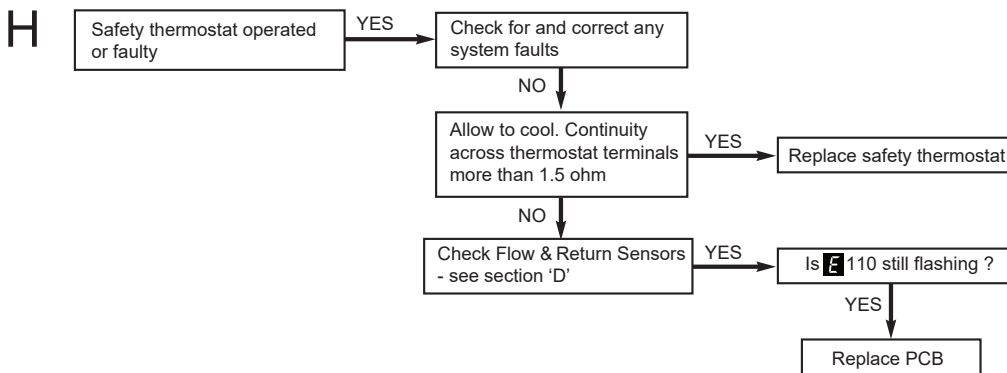 H
Safety thermostat operated
or faulty
YES
Check for and correct any
system faults
NO
Allow to cool. Continuity
across thermostat terminals
more than 1.5 ohm
YES
Replace safety thermostat
NO
Check Flow & Return Sensors
- see section ‘D’
YES
Is E 110 still flashing ?
YES
Replace PCB